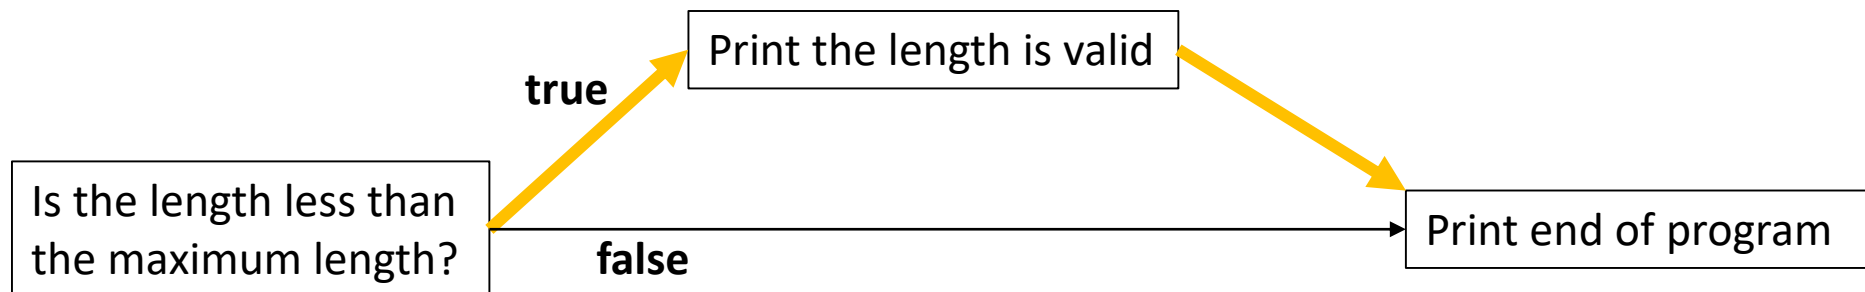 Print the length is valid
true
Is the length less than
the maximum length?
false
Print end of program